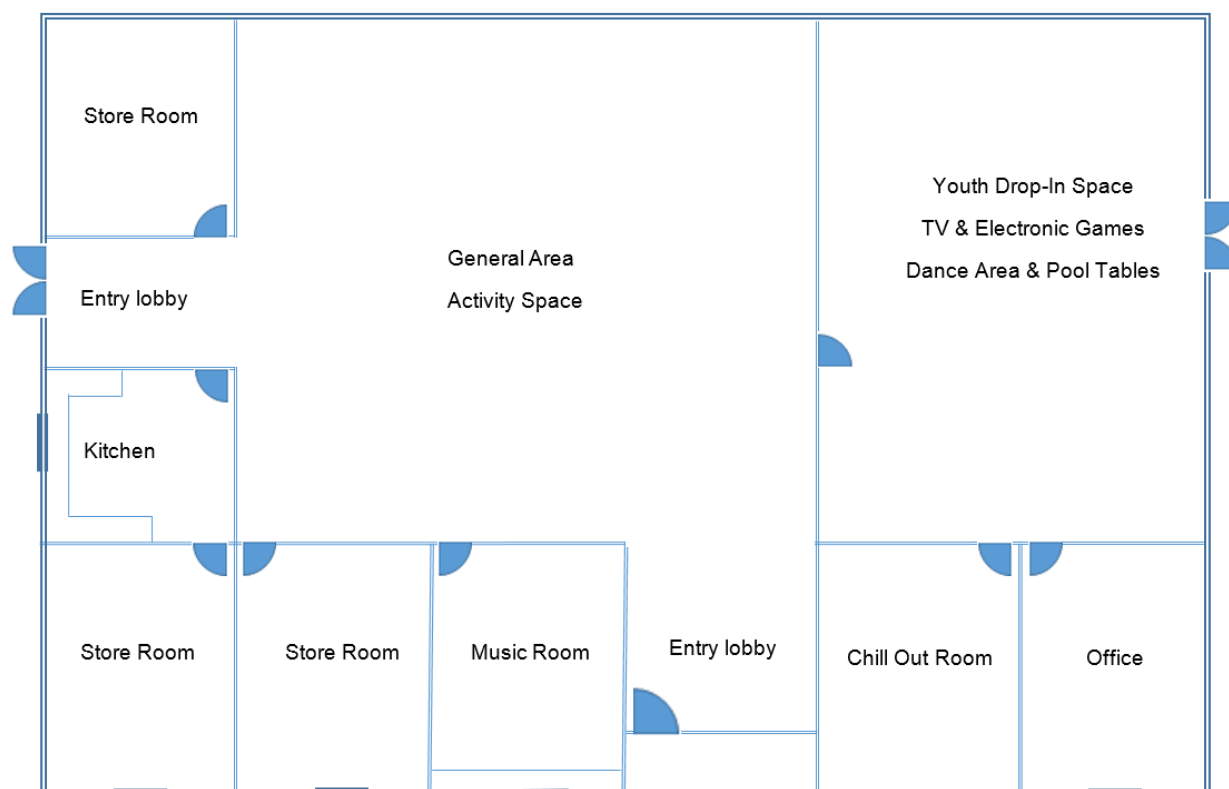 Store Room
Youth Drop-In Space
TV & Electronic Games
Dance Area & Pool Tables
General Area
Activity Space
Entry lobby
Kitchen
Store Room
Store Room
Music Room
Entry lobby
Chill Out Room
Office